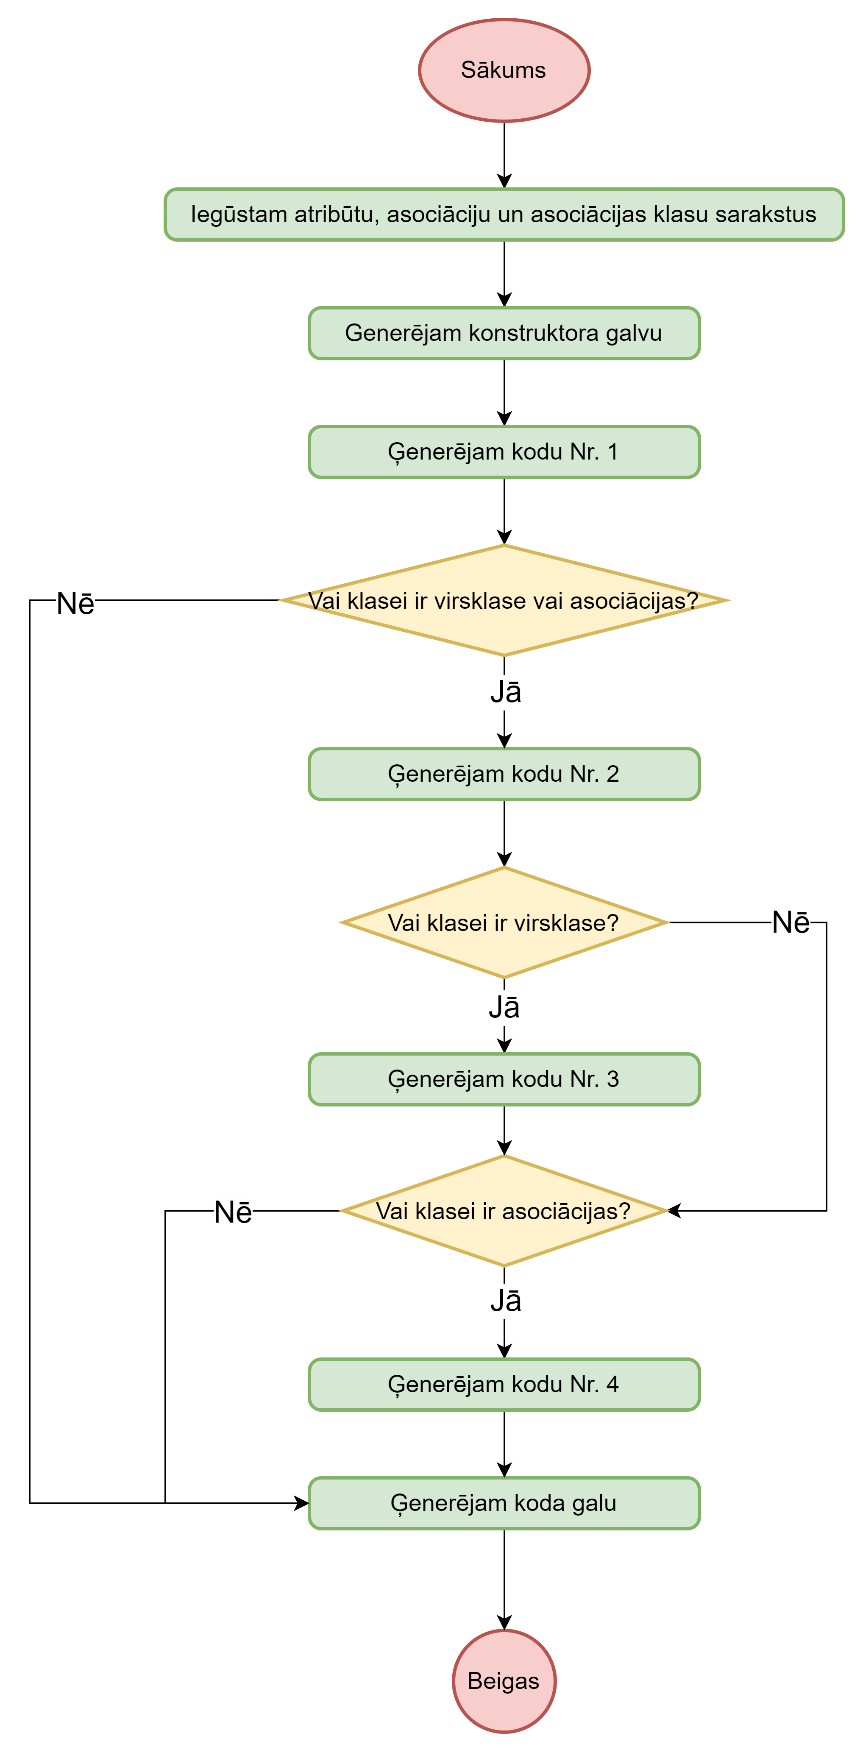 Sākums
Iegūstam atribūtu, asociāciju un asociācijas klasu sarakstus
Generējam konstruktora galvu
Ģenerējam kodu Nr. 1
Vai klasei ir virsklase vai asociācijas?
Nē
Jā
Ģenerējam kodu Nr. 2
Vai klasei ir virsklase?
Nē
Jā
Ģenerējam kodu Nr. 3
Vai klasei ir asociācijas?
Nē
Jā
Ģenerējam kodu Nr. 4
Ģenerējam koda galu
Beigas